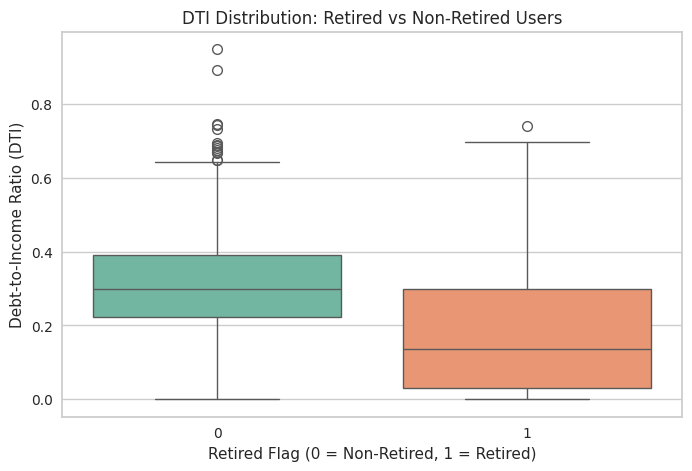 DTI Distribution: Retired vs Non-Retired Users
Debt-to-Income Ratio (DTI)
0.8
0.6
0.4
0.2
0.0
0 1
Retired Flag (0 = Non-Retired, 1 = Retired)